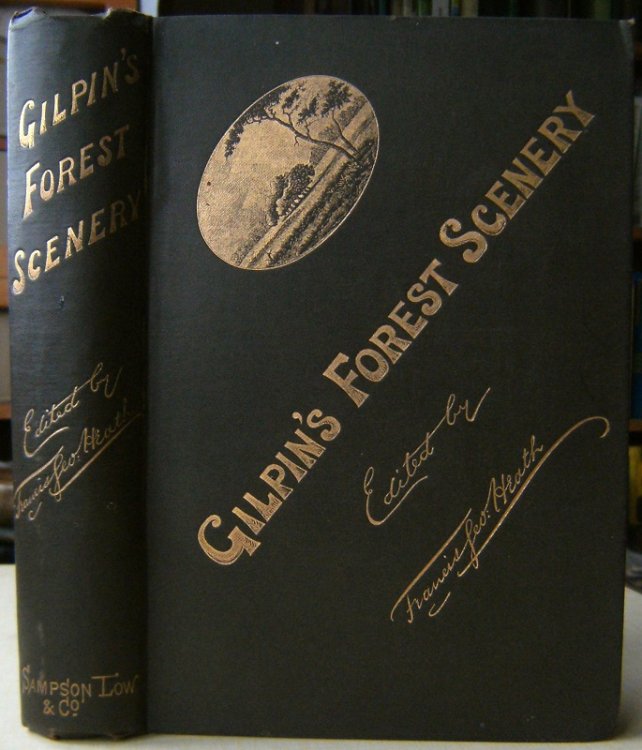 GILPIN'S
FOREST
SCENERY
Edited by
Francis Geo. Heath
SAMPSON LOW
& Co
GILPIN'S FOREST SCENERY
Edited by
Francis Geo. Heath